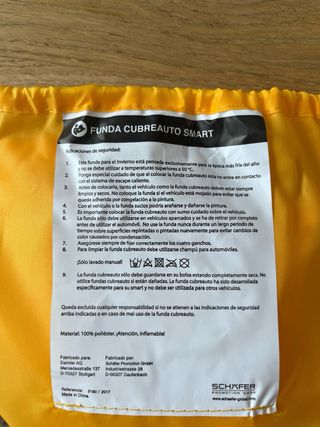 FUNDA CUBREAUTO SMART
Indicaciones de seguridad:
1. Esta funda para el invierno está pensada exclusivamente para la época más fría del año
y no se debe utilizar a temperaturas superiores a 50 °C.
2. Funga especial cuidado de que al colocar la funda cubreauto ésta no entre en contacto
con el sistema de escape caliente.
3. Antes de colocarla, tanto el vehículo como la funda cubreauto deben estar siempre
limpios y secos. No coloque la funda si el vehículo está mojado para evitar que se
quede adherida por congelación a la pintura.
4. Con el vehículo o la funda sucios podría arañarse y dañarse la pintura.
5. Es importante colocar la funda cubreauto con sumo cuidado sobre el vehículo.
6. La funda sólo debe utilizarse en vehículos aparcados y se ha de retirar por completo
antes de utilizar el automóvil. No use la funda nunca durante un largo período de
tiempo sobre superficies repintadas o pintadas nuevamente para evitar cambios de
color causados por condensación.
7. Asegúrese siempre de fijar correctamente los cuatro ganchos.
8. Para limpiar la funda cubreauto debe utilizarse champú para automóviles.
¡Sólo lavado manual!
9. La funda cubreauto sólo debe guardarse en su bolsa estando completamente seca. No
utilice nunca fundas cubreauto si están dañadas. La funda cubreauto ha sido desarrollada
específicamente para su smart y no debe ser utilizada para otros vehículos.
Queda excluida cualquier responsabilidad si no se atienen a las indicaciones de seguridad
arriba indicadas o en caso de mal uso de la funda cubreauto.
Material: 100% poliéster. ¡Atención, Inflamable!
Fabricado para: Fabricado por:
Daimler AG Schäfer Promotion GmbH
Mercedesstraße 137 Industriestrasse 28
D-70327 Stuttgart D-56307 Daufenbach
Referencia: 2190 / 2017
Made in China
SCHÄFER
PROMOTION GMBH
www.schaefer-global.com